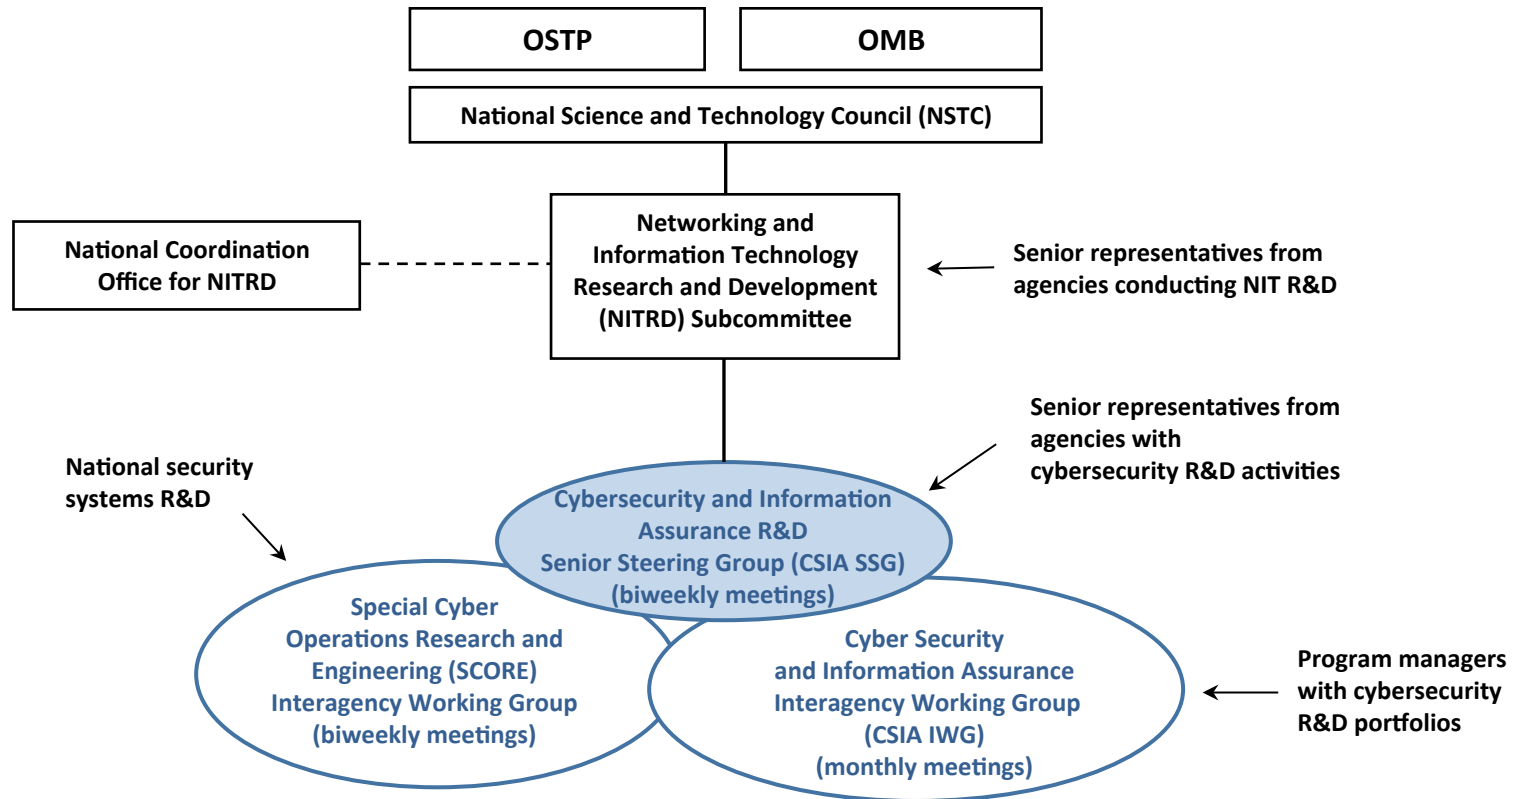 OSTP
OMB
National Science and Technology Council (NSTC)
Networking and
Information Technology
Research and Development
(NITRD) Subcommittee
National Coordination
Office for NITRD
Senior representatives from
agencies conducting NIT R&D
Senior representatives from
agencies with
cybersecurity R&D activities
National security
systems R&D
Cybersecurity and Information
Assurance R&D
Senior Steering Group (CSIA SSG)
(biweekly meetings)
Special Cyber
Operations Research and
Engineering (SCORE)
Interagency Working Group
(biweekly meetings)
Cyber Security
and Information Assurance
Interagency Working Group
(CSIA IWG)
(monthly meetings)
Program managers
with cybersecurity
R&D portfolios